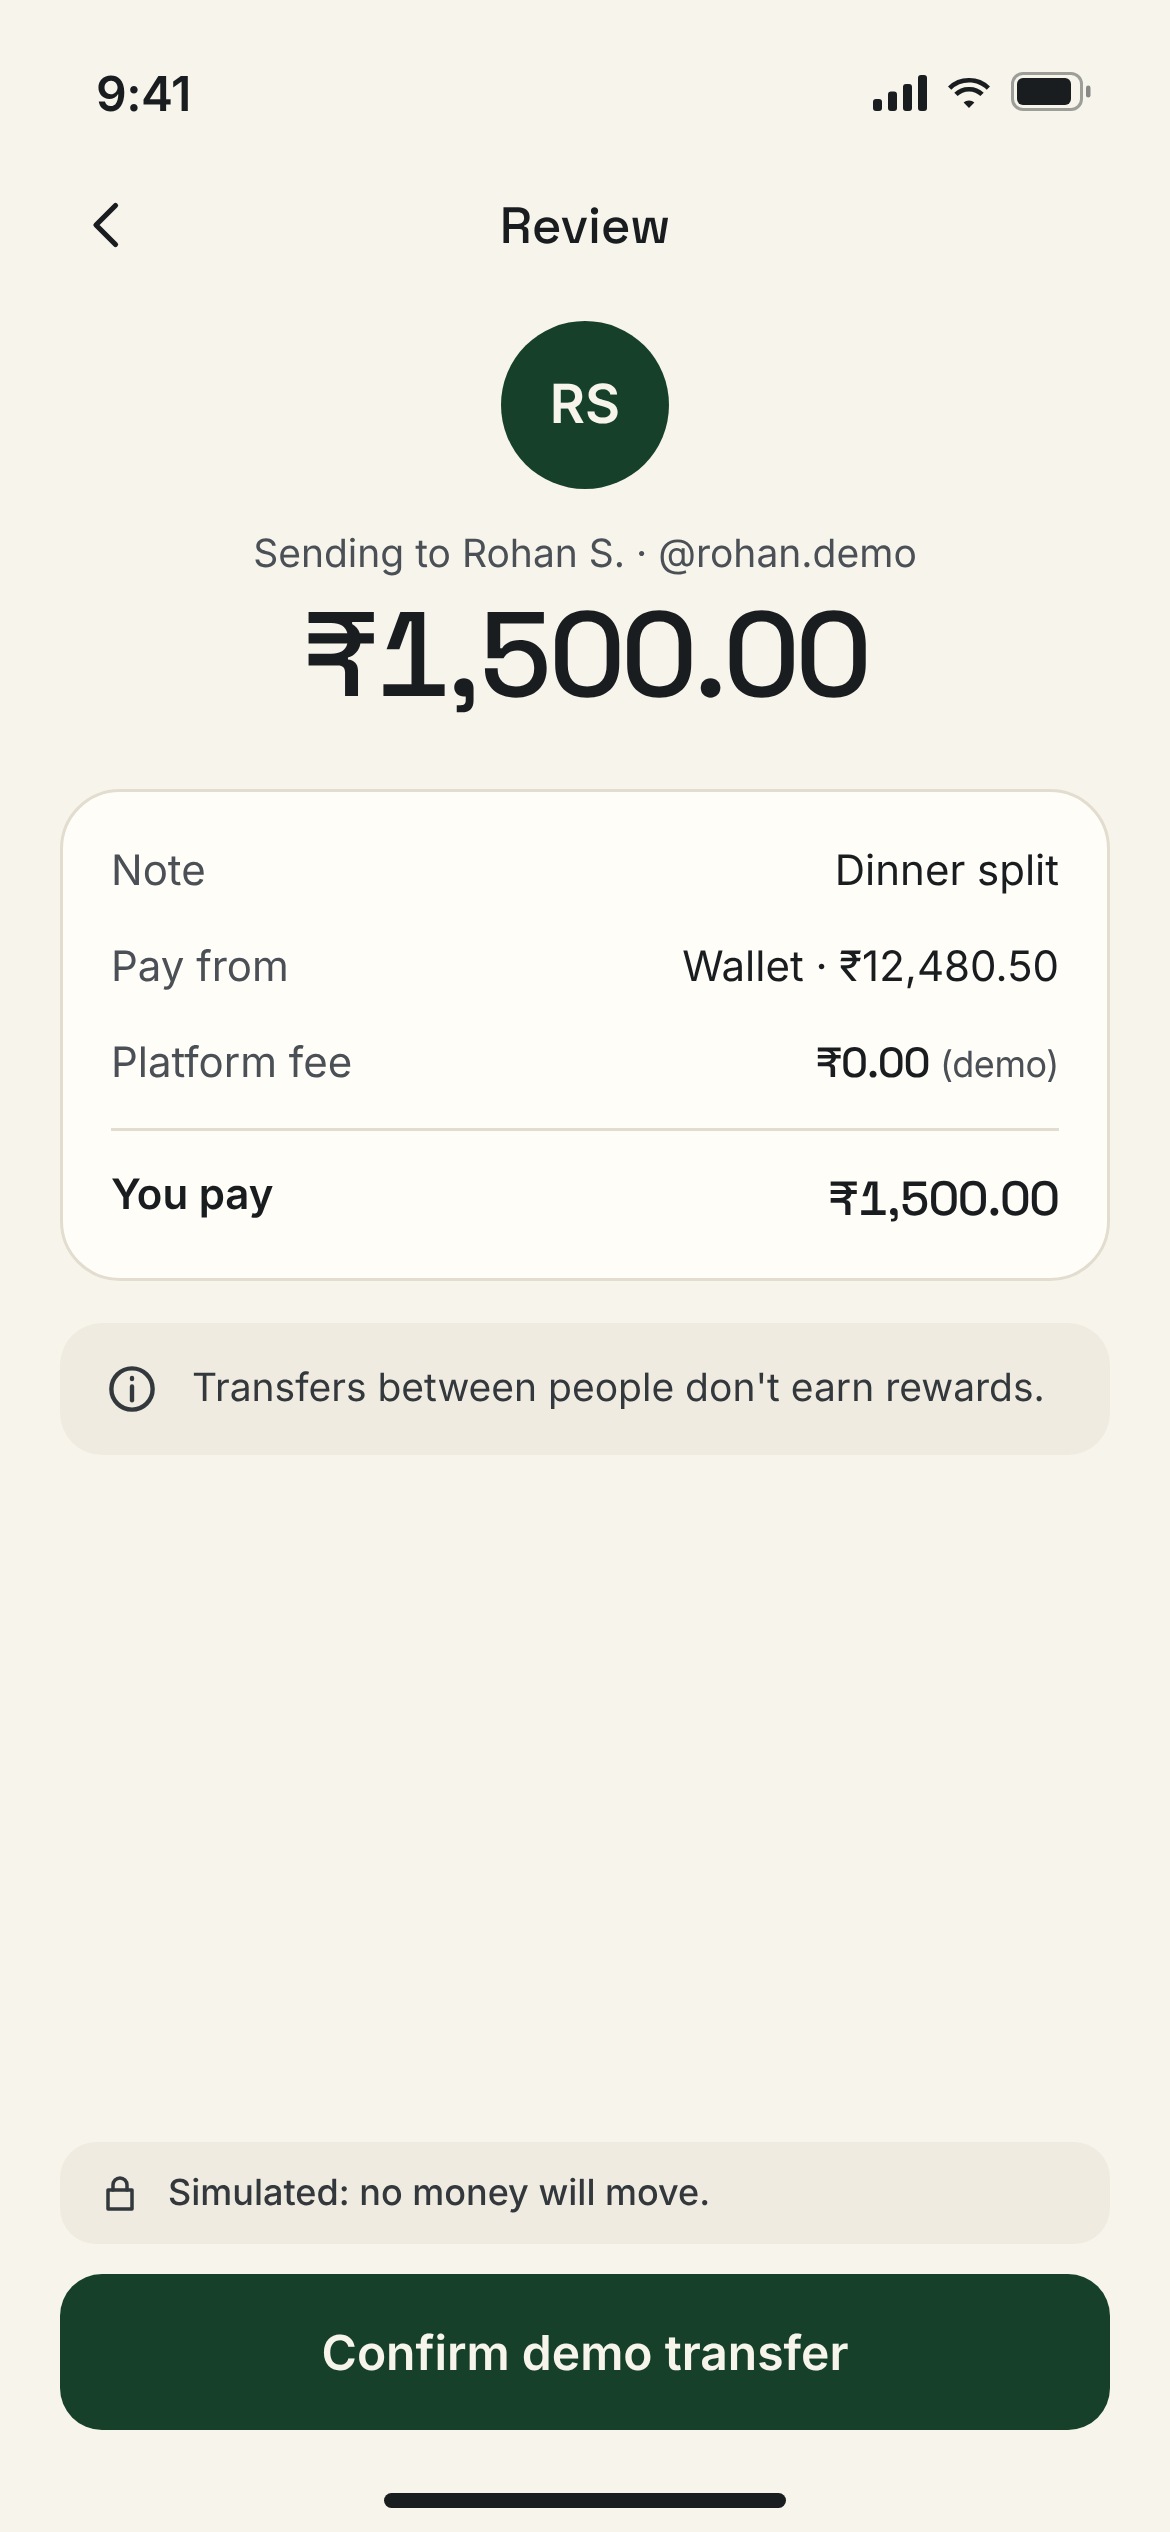 9:41
Review
RS
Sending to Rohan S. · @rohan.demo
₹1,500.00
Note Dinner split
Pay from Wallet · ₹12,480.50
Platform fee ₹0.00 (demo)
You pay ₹1,500.00
Transfers between people don't earn rewards.
Simulated: no money will move.
Confirm demo transfer